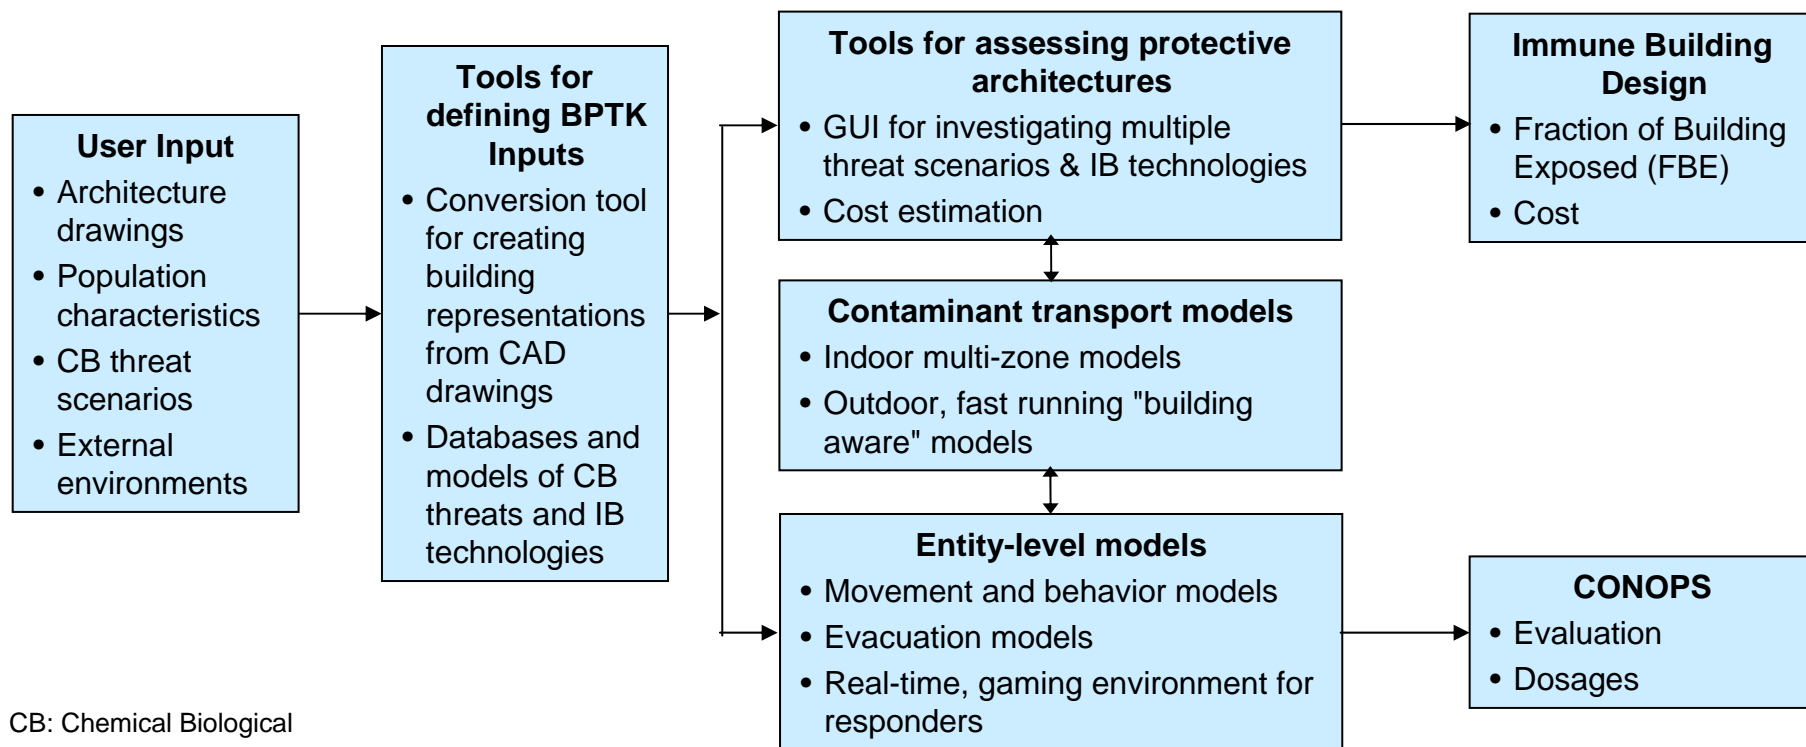 User Input
• Architecture
drawings
• Population
characteristics
• CB threat
scenarios
• External
environments
Tools for
defining BPTK
Inputs
• Conversion tool
for creating
building
representations
from CAD
drawings
• Databases and
models of CB
threats and IB
technologies
Tools for assessing protective
architectures
• GUI for investigating multiple
threat scenarios & IB technologies
• Cost estimation
Contaminant transport models
• Indoor multi-zone models
• Outdoor, fast running "building
aware" models
Entity-level models
• Movement and behavior models
• Evacuation models
• Real-time, gaming environment for
responders
Immune Building
Design
• Fraction of Building
Exposed (FBE)
• Cost
CONOPS
• Evaluation
• Dosages
CB: Chemical Biological